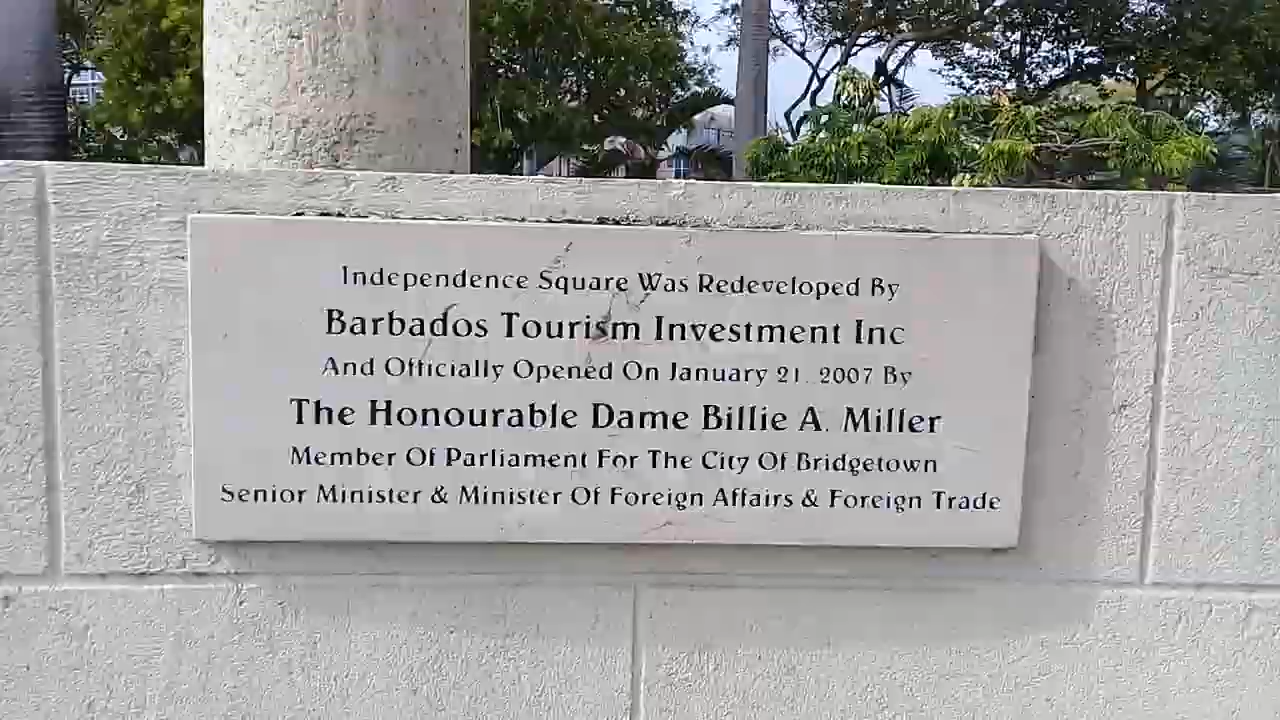 Independence Square Was Redeveloped By
Barbados Tourism Investment Inc
And Officially Opened On January 21, 2007 By
The Honourable Dame Billie A. Miller
Member Of Parliament For The City Of Bridgetown
Senior Minister & Minister Of Foreign Affairs & Foreign Trade